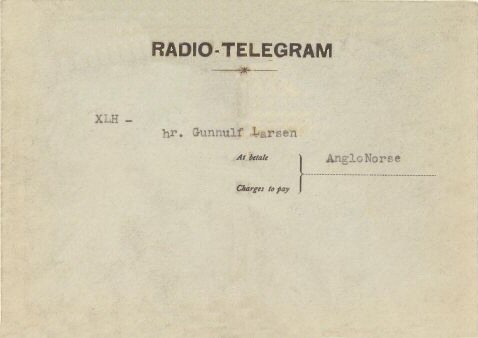 RADIO-TELEGRAM
XLH -
hr. Gunnulf Larsen
At betale
AngloNorse
Charges to pay